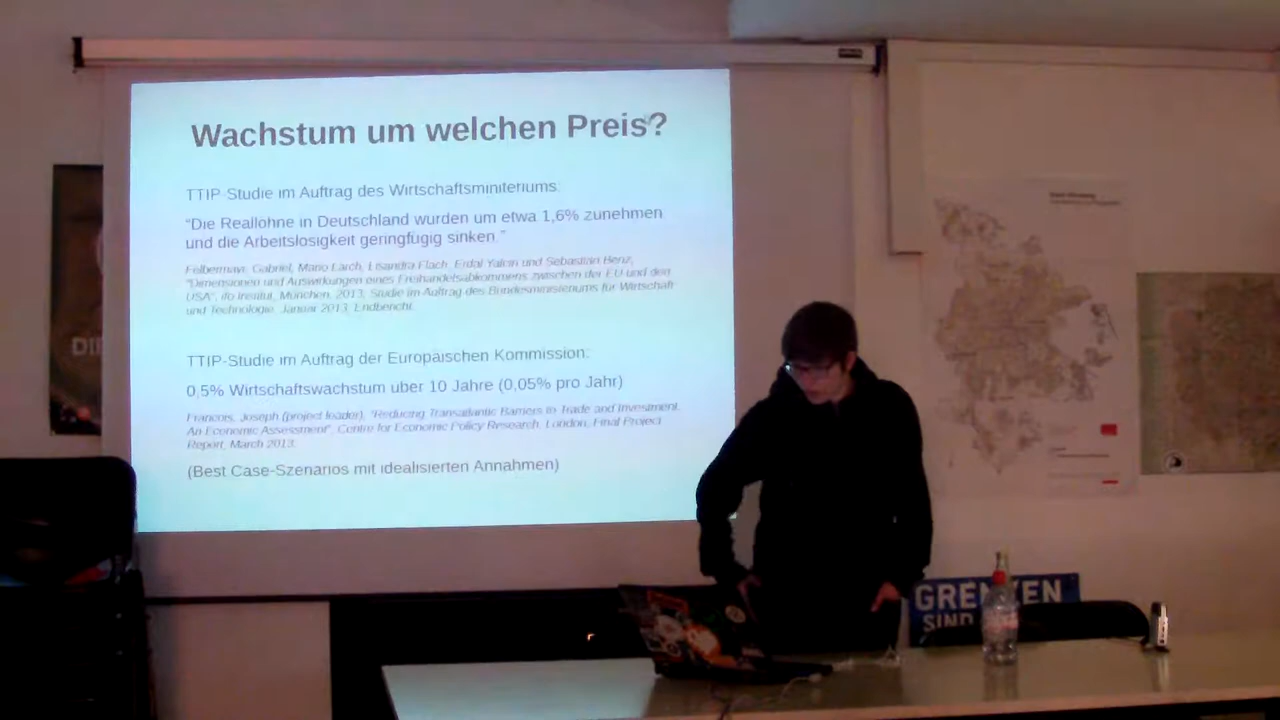 Wachstum um welchen Preis?
TTIP-Studie im Auftrag des Wirtschaftsminiteriums:
"Die Reallöhne in Deutschland würden um etwa 1,6% zunehmen
und die Arbeitslosigkeit geringfügig sinken."
Felbermayr, Gabriel, Mario Larch, Lisandra Flach, Erdal Yalcin und Sebastian Benz,
"Dimensionen und Auswirkungen eines Freihandelsabkommens zwischen der EU und den
USA", ifo Institut, München, 2013, Studie im Auftrag des Bundesministeriums für Wirtschaft
und Technologie, Januar 2013, Endbericht.
TTIP-Studie im Auftrag der Europäischen Kommission:
0,5% Wirtschaftswachstum über 10 Jahre (0,05% pro Jahr)
Francois, Joseph (project leader), "Reducing Transatlantic Barriers to Trade and Investment.
An Economic Assessment", Centre for Economic Policy Research, London, Final Project
Report, March 2013.
(Best Case-Szenarios mit idealisierten Annahmen)
DIE
GRENZEN
SIND